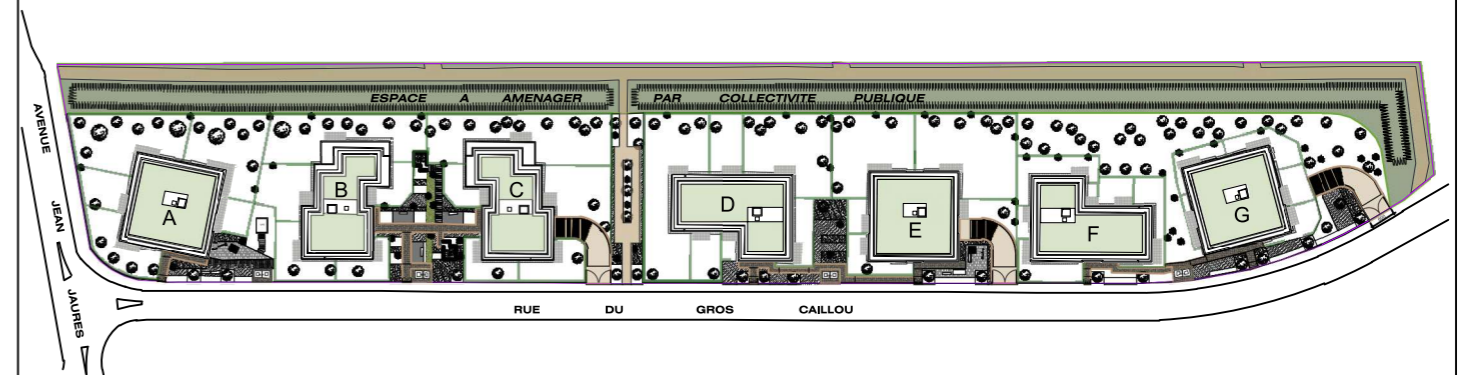 ESPACE A AMENAGER PAR COLLECTIVITE PUBLIQUE
AVENUE JEAN JAURES
A
B
C
D
E
F
G
RUE DU GROS CAILLOU